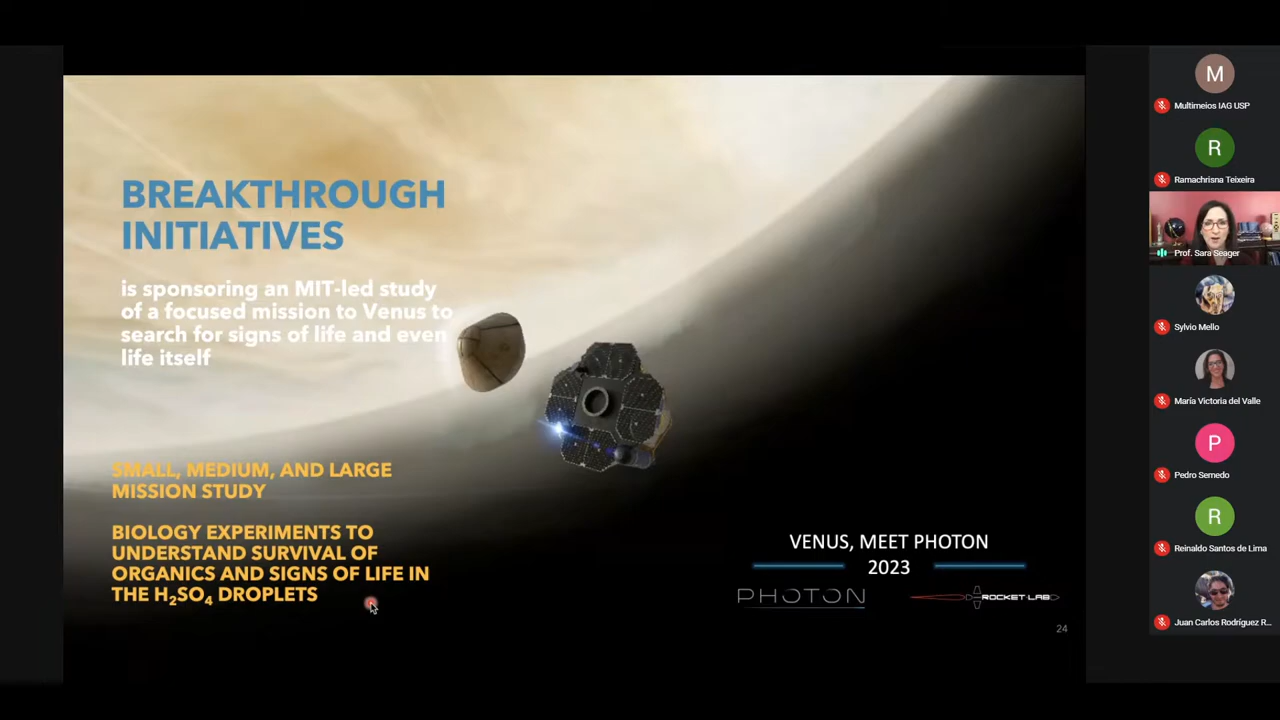 BREAKTHROUGH
INITIATIVES
is sponsoring an MIT-led study
of a focused mission to Venus to
search for signs of life and even
life itself
SMALL, MEDIUM, AND LARGE
MISSION STUDY
BIOLOGY EXPERIMENTS TO
UNDERSTAND SURVIVAL OF
ORGANICS AND SIGNS OF LIFE IN
THE H₂SO₄ DROPLETS
VENUS, MEET PHOTON
2023
PHOTON
ROCKET LAB
24
M
Multimeios IAG USP
R
Ramachrisna Teixeira
Prof. Sara Seager
Sylvio Mello
María Victoria del Valle
P
Pedro Semedo
R
Reinaldo Santos de Lima
Juan Carlos Rodríguez R...